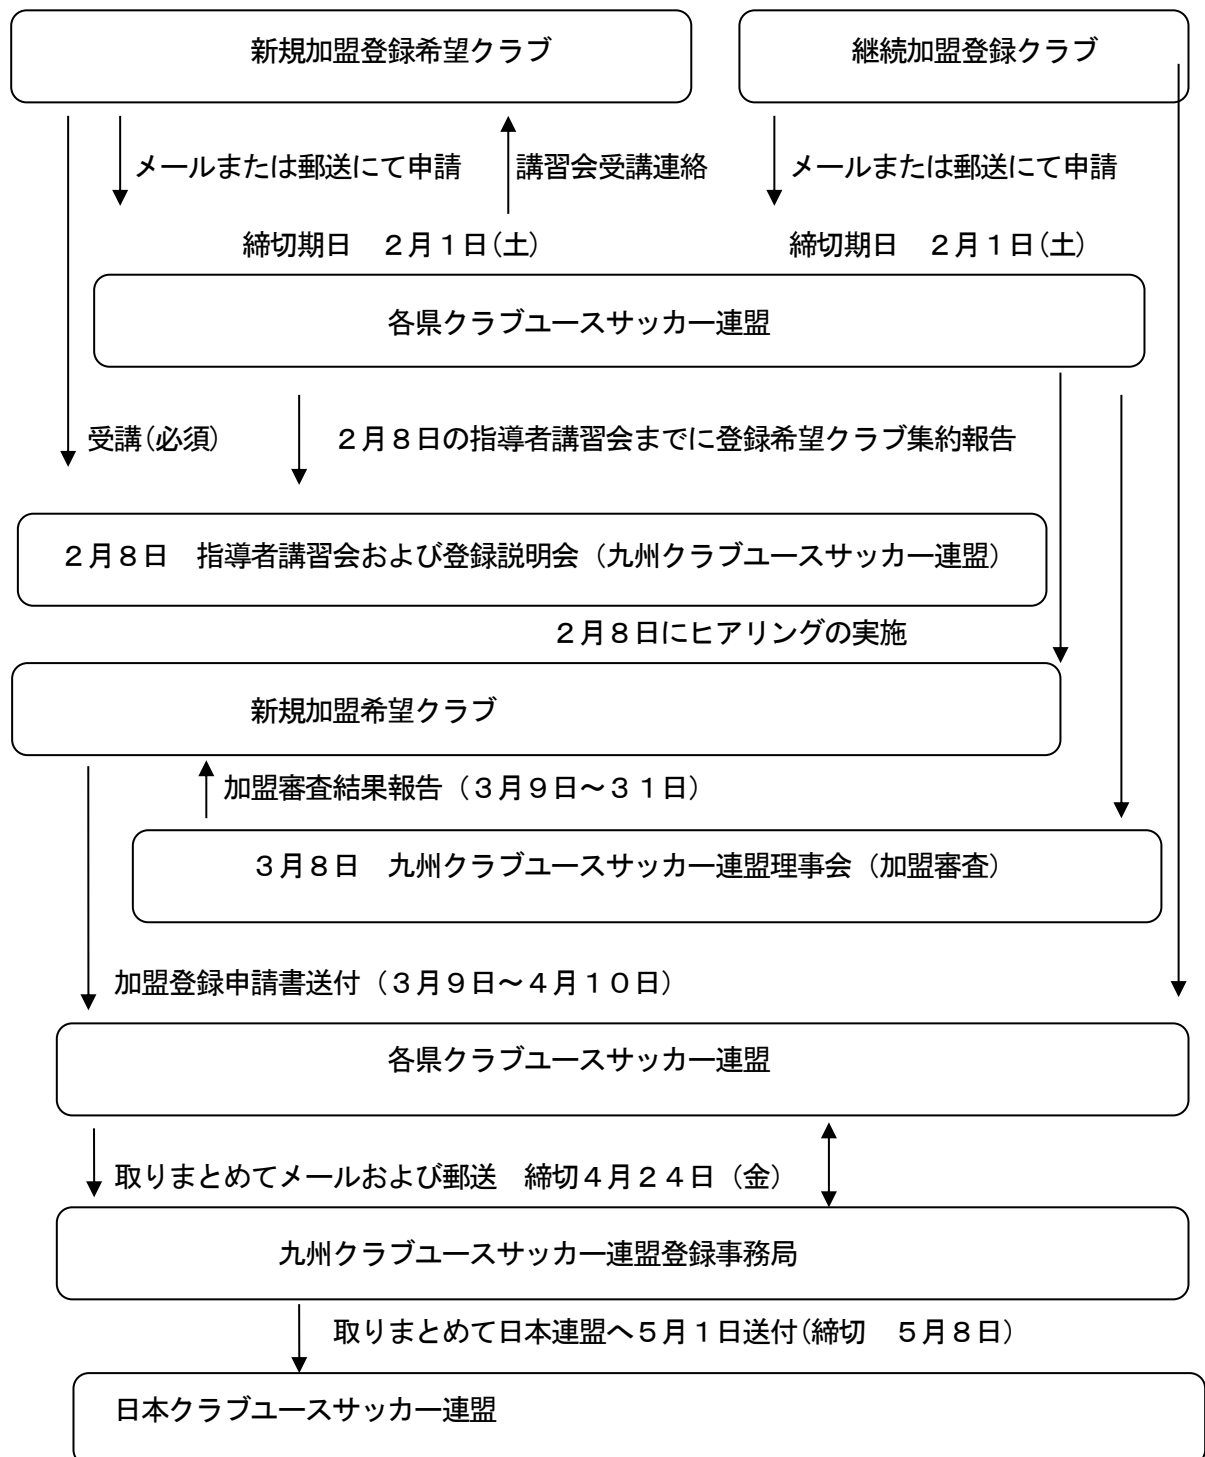 新規加盟登録希望クラブ
継続加盟登録クラブ
メールまたは郵送にて申請
講習会受講連絡
メールまたは郵送にて申請
締切期日　２月１日(土)
締切期日　２月１日(土)
各県クラブユースサッカー連盟
受講(必須)
２月８日の指導者講習会までに登録希望クラブ集約報告
２月８日　指導者講習会および登録説明会（九州クラブユースサッカー連盟）
２月８日にヒアリングの実施
新規加盟希望クラブ
加盟審査結果報告（３月９日～３１日）
３月８日　九州クラブユースサッカー連盟理事会（加盟審査）
加盟登録申請書送付（３月９日～４月１０日）
各県クラブユースサッカー連盟
取りまとめてメールおよび郵送　締切４月２４日（金）
九州クラブユースサッカー連盟登録事務局
取りまとめて日本連盟へ５月１日送付(締切　５月８日)
日本クラブユースサッカー連盟